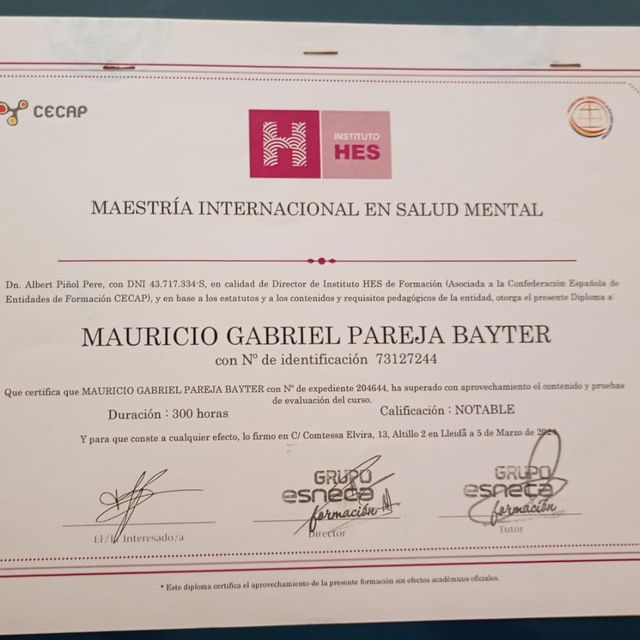 CECAP
INSTITUTO
HES
MAESTRÍA INTERNACIONAL EN SALUD MENTAL
Dn. Albert Piñol Pere, con DNI 43.717.334-S, en calidad de Director de Instituto HES de Formación (Asociada a la Confederación Española de
Entidades de Formación CECAP), y en base a los estatutos y a los contenidos y requisitos pedagógicos de la entidad, otorga el presente Diploma a:
MAURICIO GABRIEL PAREJA BAYTER
con Nº de identificación 73127244
Que certifica que MAURICIO GABRIEL PAREJA BAYTER con Nº de expediente 204644, ha superado con aprovechamiento el contenido y pruebas
de evaluación del curso.
Duración : 300 horas
Calificación : NOTABLE
Y para que conste a cualquier efecto, lo firmo en C/ Comtessa Elvira, 13, Altillo 2 en Lleida a 5 de Marzo de
GRUPO
esneca
formación
GRUPO
esneca
formación
El/ Interesado/a
Director
Tutor
* Este diploma certifica el aprovechamiento de la presente formación sin efectos académicos oficiales.